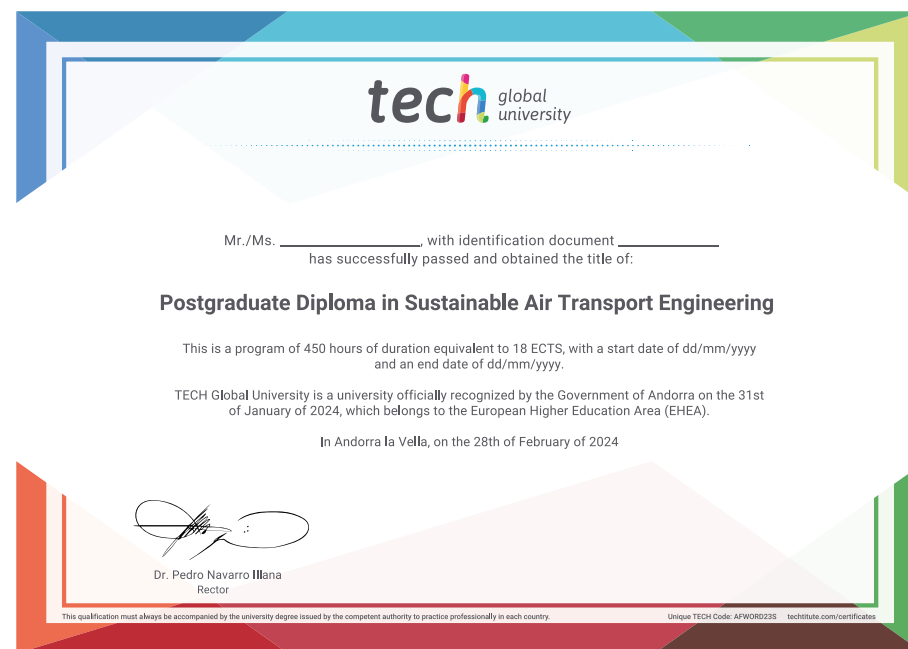 tech global university
Mr./Ms. ____________, with identification document ____________
has successfully passed and obtained the title of:
Postgraduate Diploma in Sustainable Air Transport Engineering
This is a program of 450 hours of duration equivalent to 18 ECTS, with a start date of dd/mm/yyyy
and an end date of dd/mm/yyyy.
TECH Global University is a university officially recognized by the Government of Andorra on the 31st
of January of 2024, which belongs to the European Higher Education Area (EHEA).
In Andorra la Vella, on the 28th of February of 2024
Dr. Pedro Navarro Illana
Rector
This qualification must always be accompanied by the university degree issued by the competent authority to practice professionally in each country.
Unique TECH Code: AFWORD23S techtitute.com/certificates